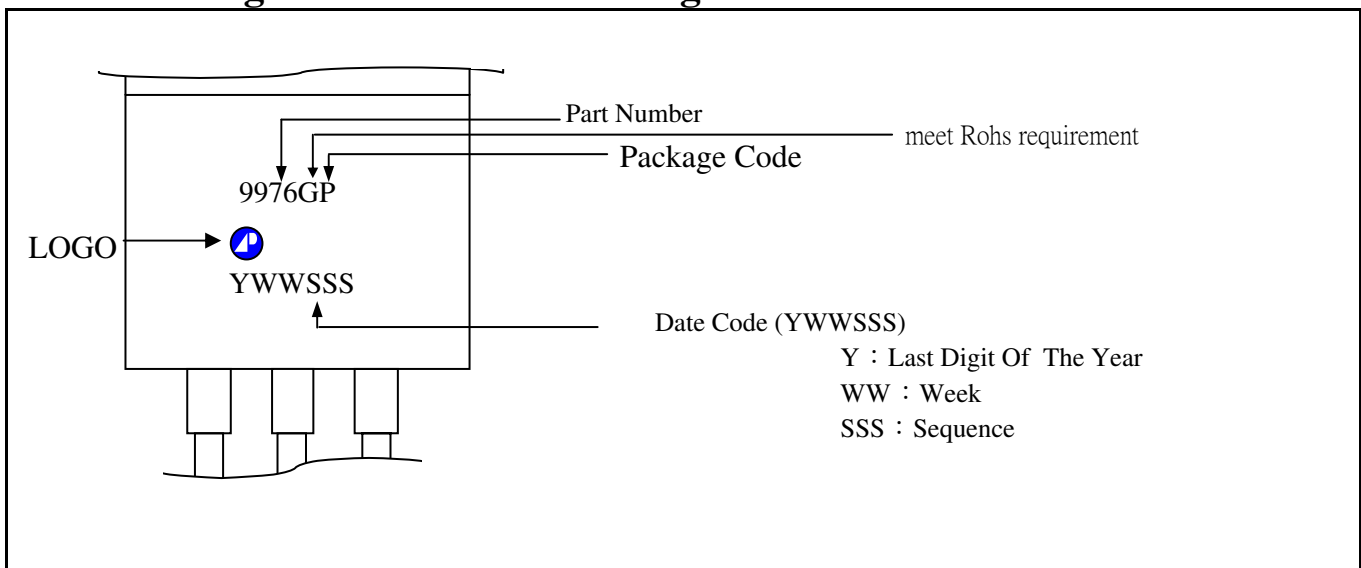 Part Number
meet Rohs requirement
Package Code
9976GP
LOGO
YWWSSS
Date Code (YWWSSS)
Y：Last Digit Of The Year
WW：Week
SSS：Sequence